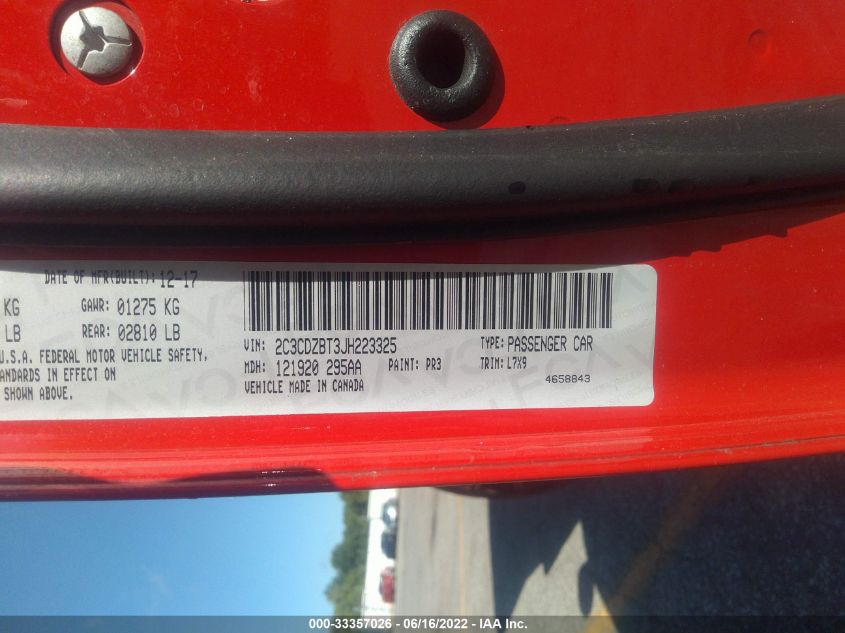 DATE OF MFR(BUILT): 12-17
KG GAWR: 01275 KG
LB REAR: 02810 LB
U.S.A. FEDERAL MOTOR VEHICLE SAFETY,
ANDARDS IN EFFECT ON
SHOWN ABOVE.
VIN: 2C3CDZBT3JH223325 TYPE: PASSENGER CAR
MDH: 121920 295AA PAINT: PR3 TRIM: L7X9
VEHICLE MADE IN CANADA 4658843
000-33357026 - 06/16/2022 - IAA Inc.